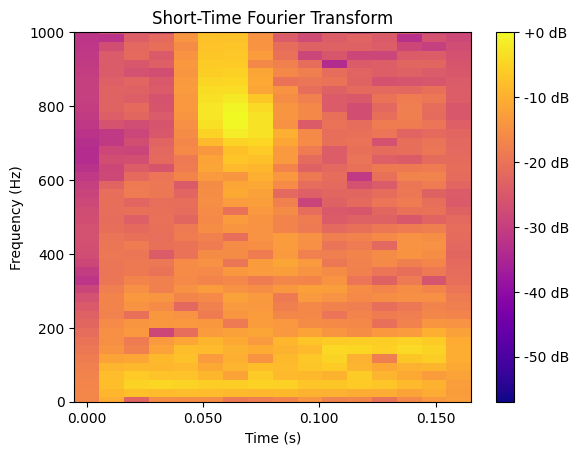 Short-Time Fourier Transform
Frequency (Hz)
1000
800
600
400
200
0
0.000
0.050
0.100
0.150
Time (s)
+0 dB
-10 dB
-20 dB
-30 dB
-40 dB
-50 dB